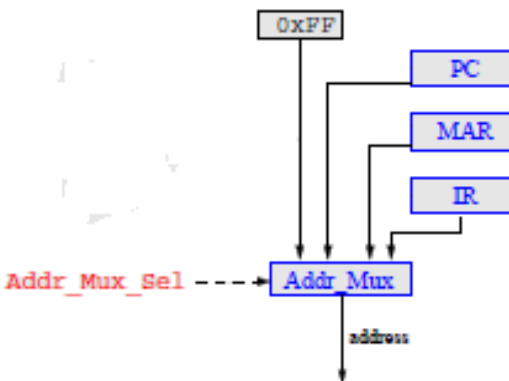 0xFF
PC
MAR
IR
Addr_Mux_Sel
Addr_Mux
address